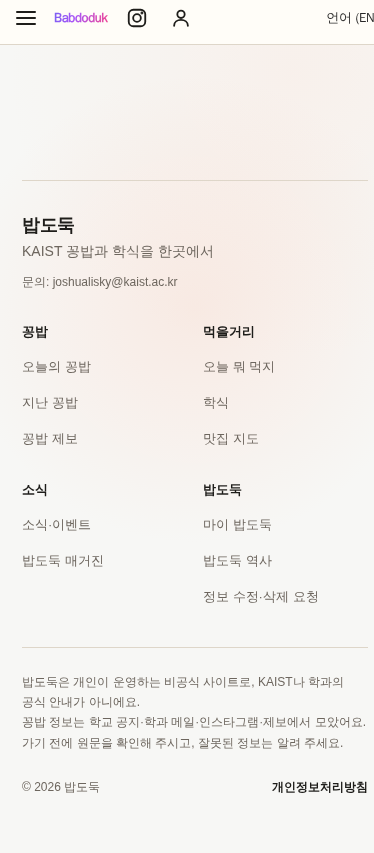 Babdoduk
언어 (EN
밥도둑
KAIST 꽁밥과 학식을 한곳에서
문의: joshualisky@kaist.ac.kr
꽁밥
오늘의 꽁밥
지난 꽁밥
꽁밥 제보
먹을거리
오늘 뭐 먹지
학식
맛집 지도
소식
소식·이벤트
밥도둑 매거진
밥도둑
마이 밥도둑
밥도둑 역사
정보 수정·삭제 요청
밥도둑은 개인이 운영하는 비공식 사이트로, KAIST나 학과의
공식 안내가 아니에요.
꽁밥 정보는 학교 공지·학과 메일·인스타그램·제보에서 모았어요.
가기 전에 원문을 확인해 주시고, 잘못된 정보는 알려 주세요.
© 2026 밥도둑
개인정보처리방침